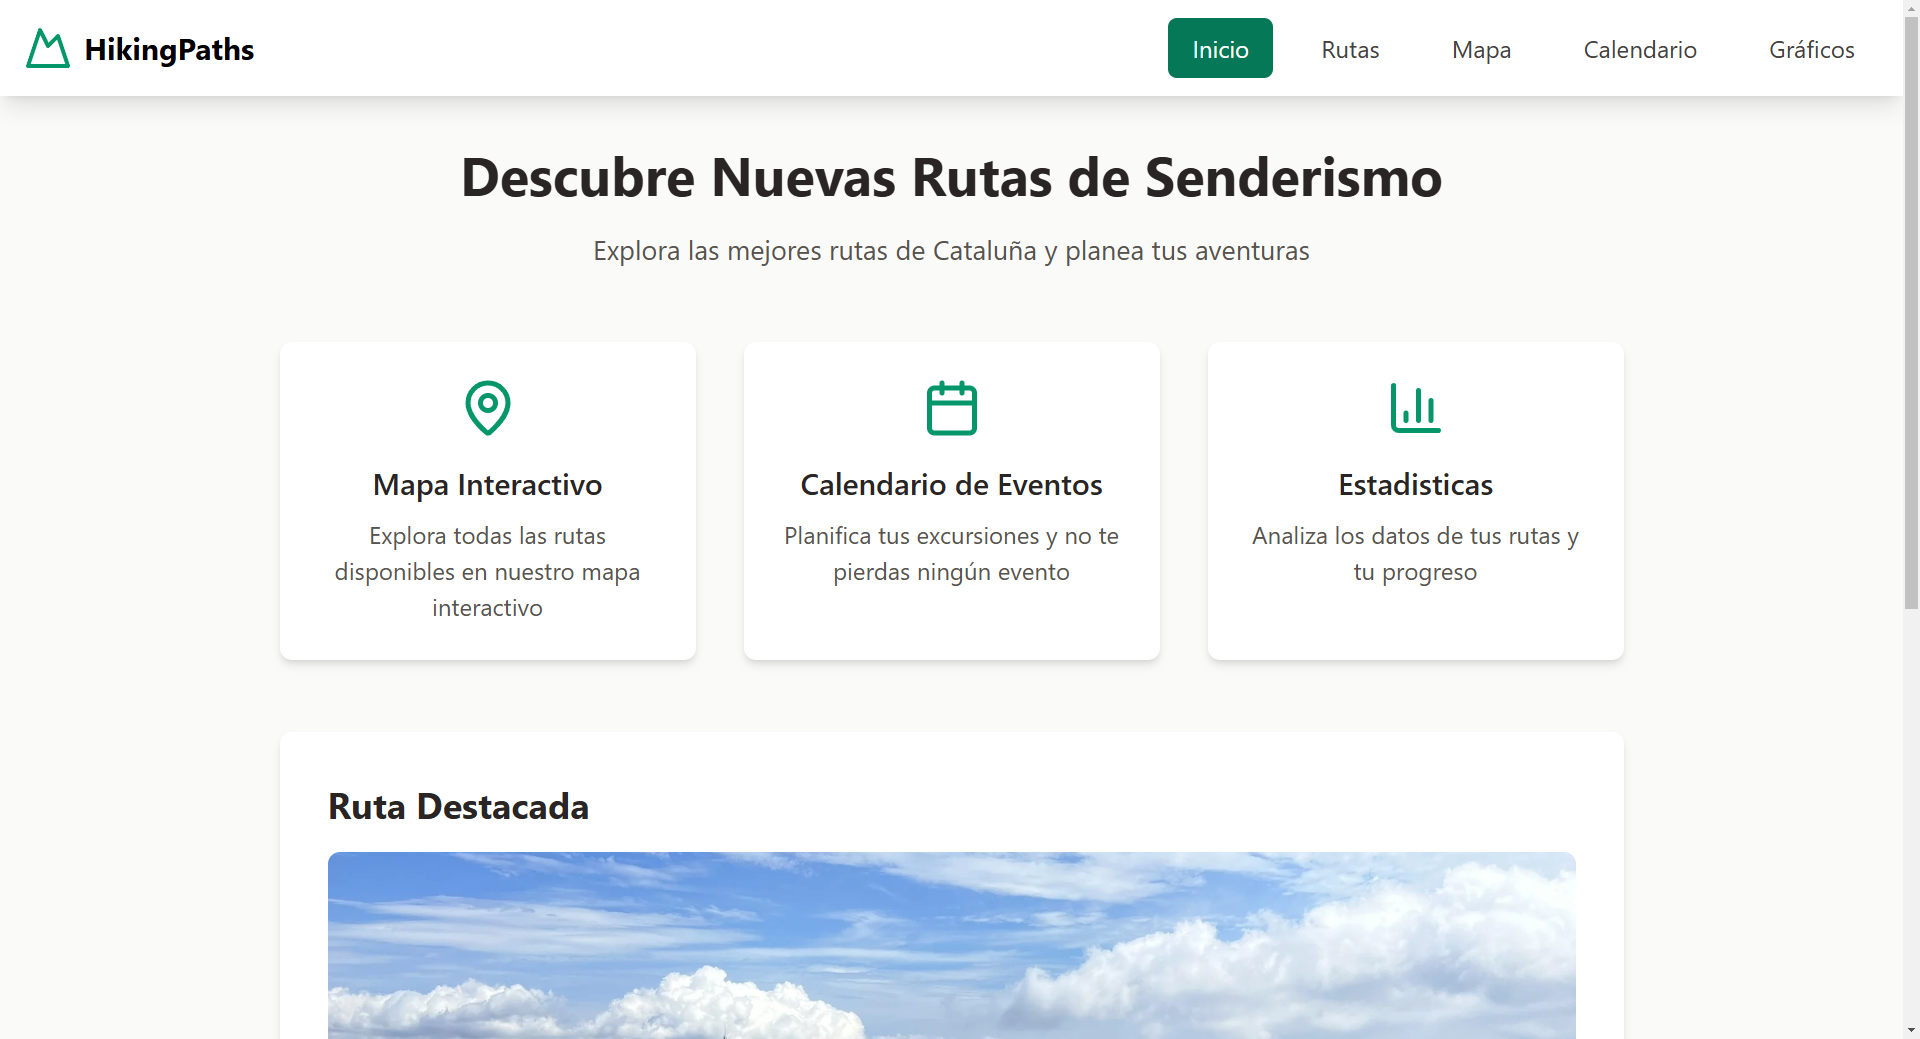 HikingPaths
Inicio
Rutas
Mapa
Calendario
Gráficos
Descubre Nuevas Rutas de Senderismo
Explora las mejores rutas de Cataluña y planea tus aventuras
Mapa Interactivo
Explora todas las rutas
disponibles en nuestro mapa
interactivo
Calendario de Eventos
Planifica tus excursiones y no te
pierdas ningún evento
Estadisticas
Analiza los datos de tus rutas y
tu progreso
Ruta Destacada